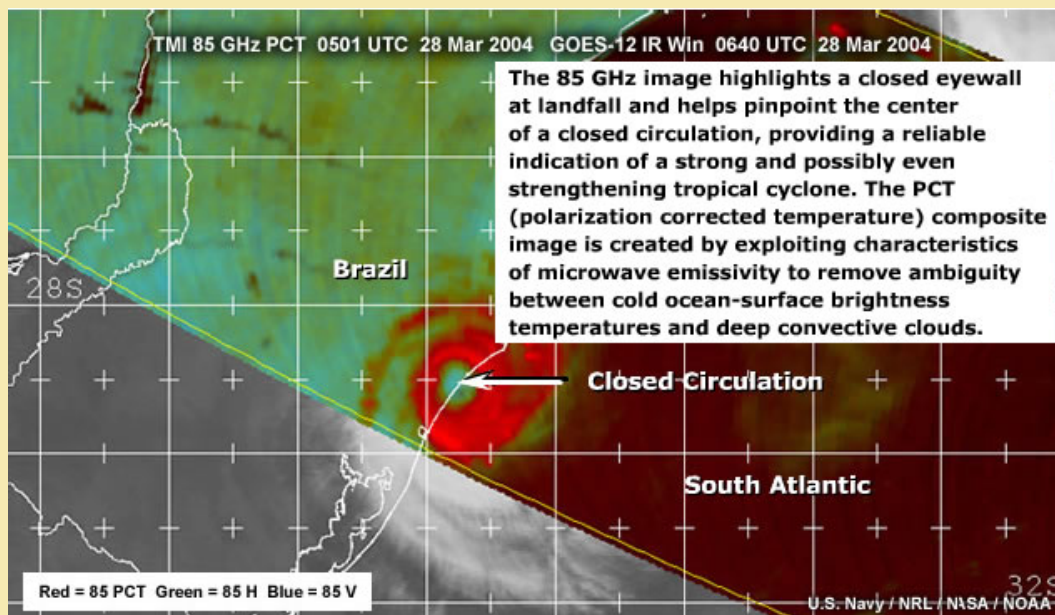 TMI 85 GHz PCT 0501 UTC 28 Mar 2004 GOES-12 IR Win 0640 UTC 28 Mar 2004
The 85 GHz image highlights a closed eyewall
at landfall and helps pinpoint the center
of a closed circulation, providing a reliable
indication of a strong and possibly even
strengthening tropical cyclone. The PCT
(polarization corrected temperature) composite
image is created by exploiting characteristics
of microwave emissivity to remove ambiguity
between cold ocean-surface brightness
temperatures and deep convective clouds.
Brazil
28S
Closed Circulation
South Atlantic
32S
Red = 85 PCT Green = 85 H Blue = 85 V
U.S. Navy / NRL / NASA / NOAA